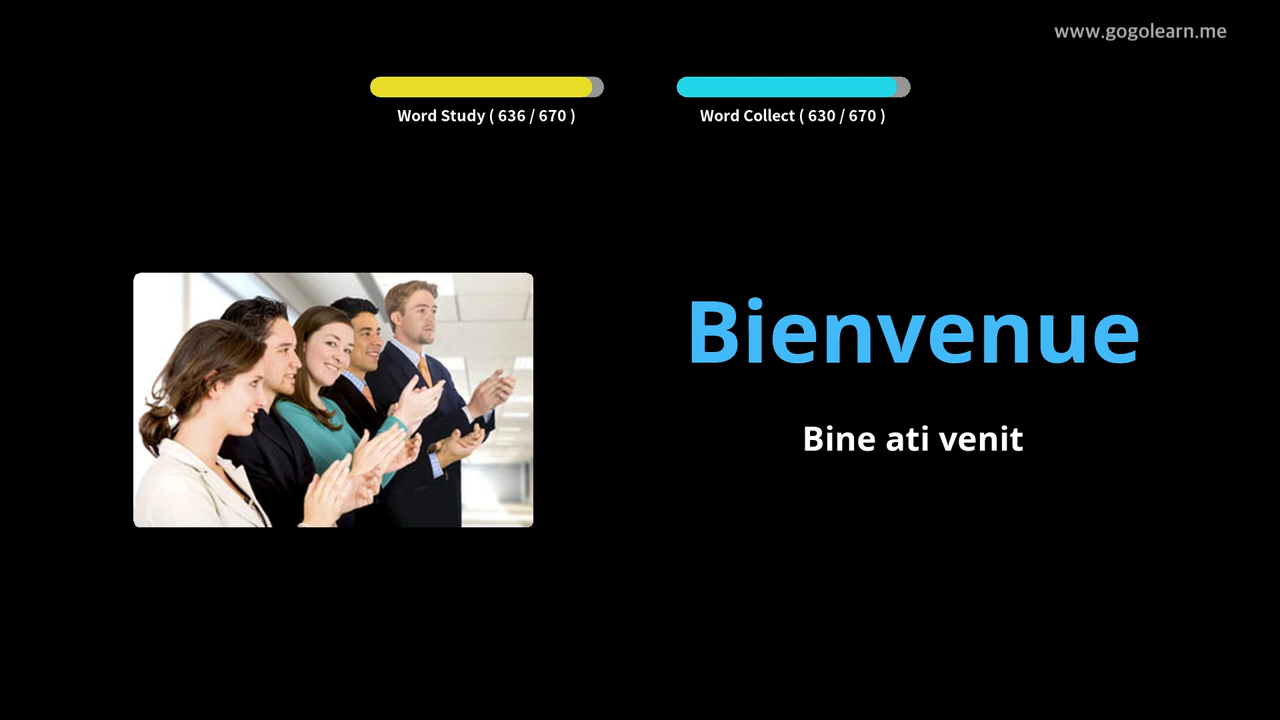 www.gogolearn.me
Word Study ( 636 / 670 )
Word Collect ( 630 / 670 )
Bienvenue
Bine ati venit